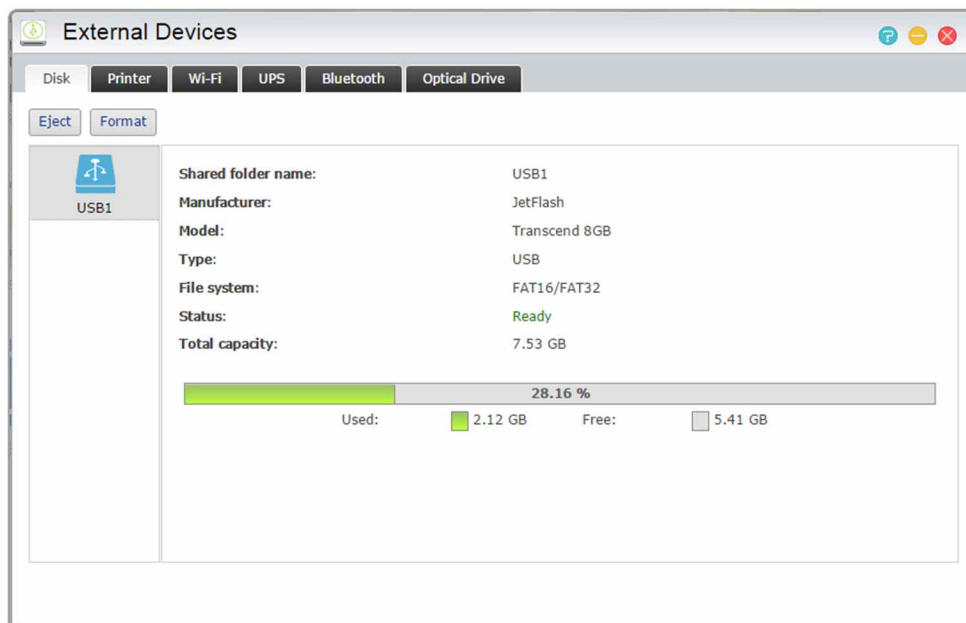 External Devices
Disk Printer Wi-Fi UPS Bluetooth Optical Drive
Eject Format
USB1
Shared folder name: USB1
Manufacturer: JetFlash
Model: Transcend 8GB
Type: USB
File system: FAT16/FAT32
Status: Ready
Total capacity: 7.53 GB
28.16 %
Used: 2.12 GB Free: 5.41 GB